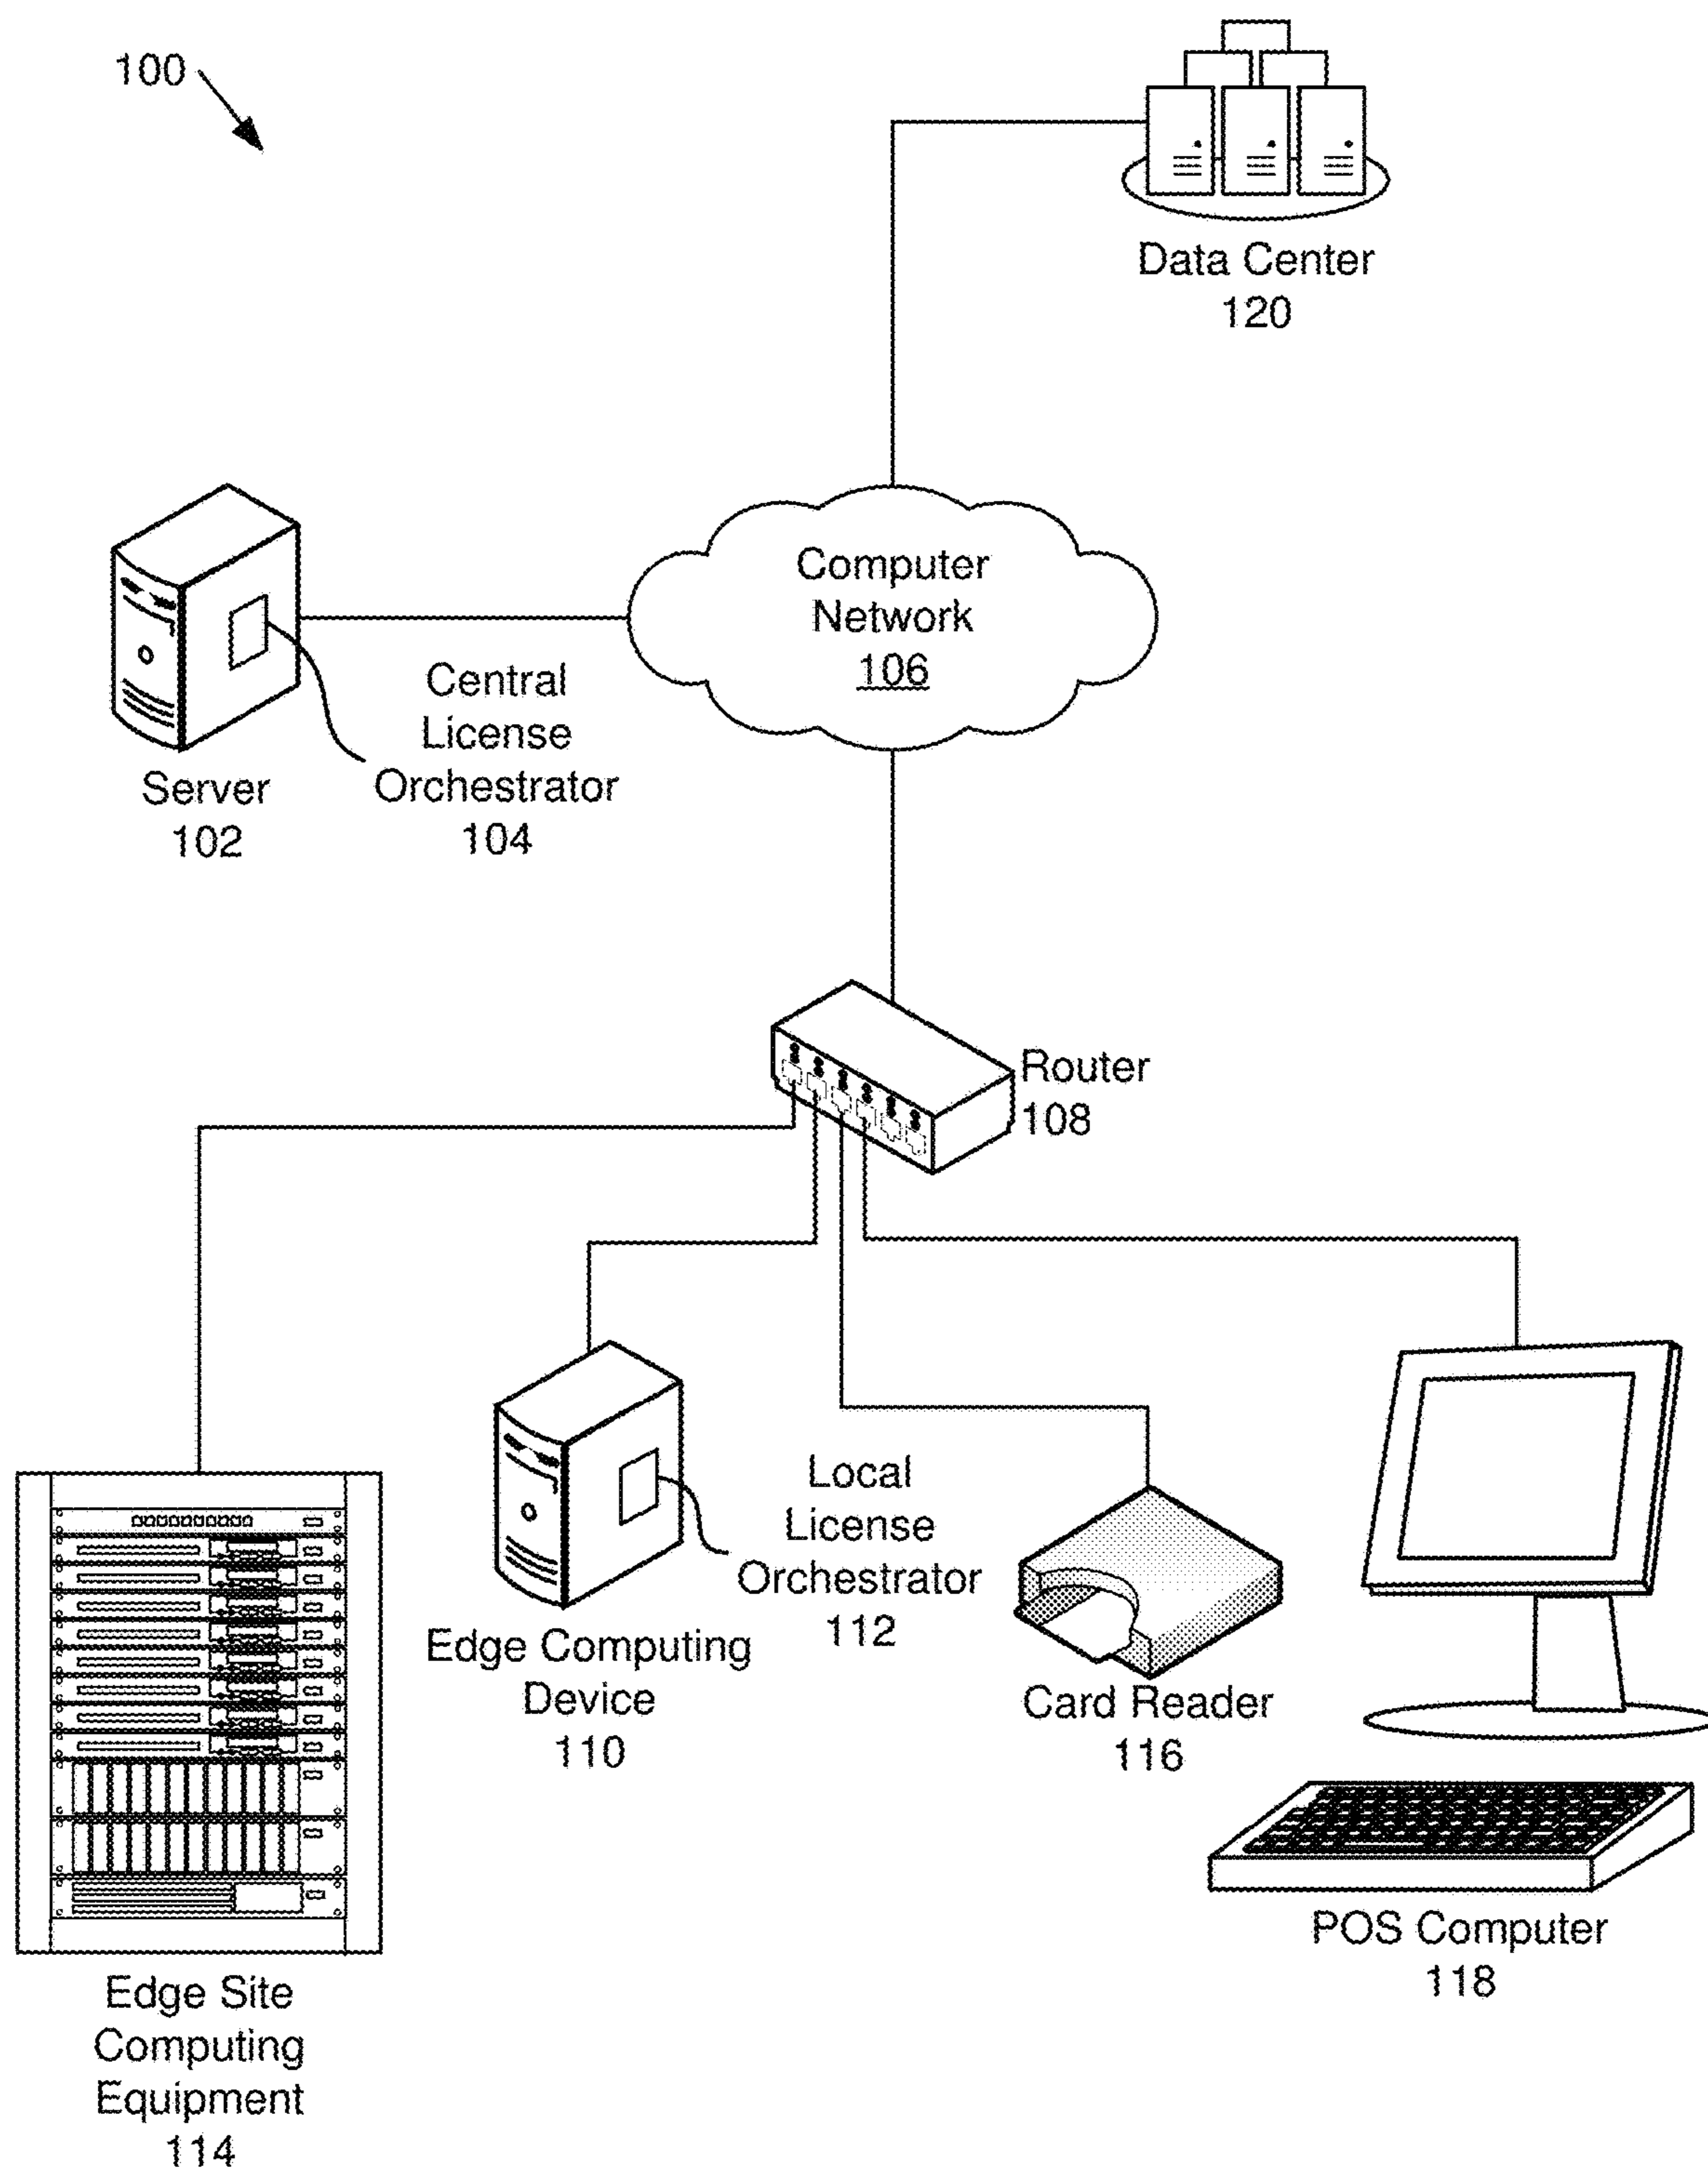 100
Data Center
120
Computer
Network
106
Central
License
Orchestrator
104
Server
102
Router
108
Local
License
Orchestrator
112
Edge Computing
Device
110
Card Reader
116
POS Computer
118
Edge Site
Computing
Equipment
114